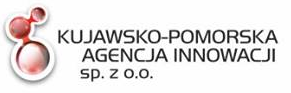 KUJAWSKO-POMORSKA
AGENCJA INNOWACJI
sp. z o.o.